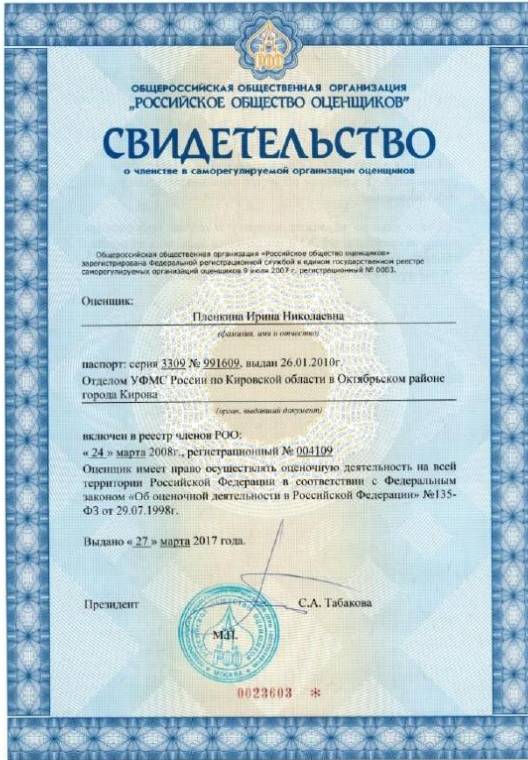 РОО
ОБЩЕРОССИЙСКАЯ ОБЩЕСТВЕННАЯ ОРГАНИЗАЦИЯ
„РОССИЙСКОЕ ОБЩЕСТВО ОЦЕНЩИКОВ”
СВИДЕТЕЛЬСТВО
о членстве в саморегулируемой организации оценщиков
Общероссийская общественная организация «Российское общество оценщиков»
зарегистрирована Федеральной регистрационной службой в едином государственном реестре
саморегулируемых организаций оценщиков 9 июля 2007 г. регистрационный № 0003.
Оценщик:
Пленкина Ирина Николаевна
(фамилия, имя и отчество)
паспорт: серия 3309 № 991609, выдан 26.01.2010г.
Отделом УФМС России по Кировской области в Октябрьском районе
города Кирова
(орган, выдавший документ)
включен в реестр членов РОО:
« 24 » марта 2008г., регистрационный № 004109
Оценщик имеет право осуществлять оценочную деятельность на всей
территории Российской Федерации в соответствии с Федеральным
законом «Об оценочной деятельности в Российской Федерации» №135-
ФЗ от 29.07.1998г.
Выдано « 27 » марта 2017 года.
Президент
С.А. Табакова
М.П.
РОО
МОСКВА
0023603 *